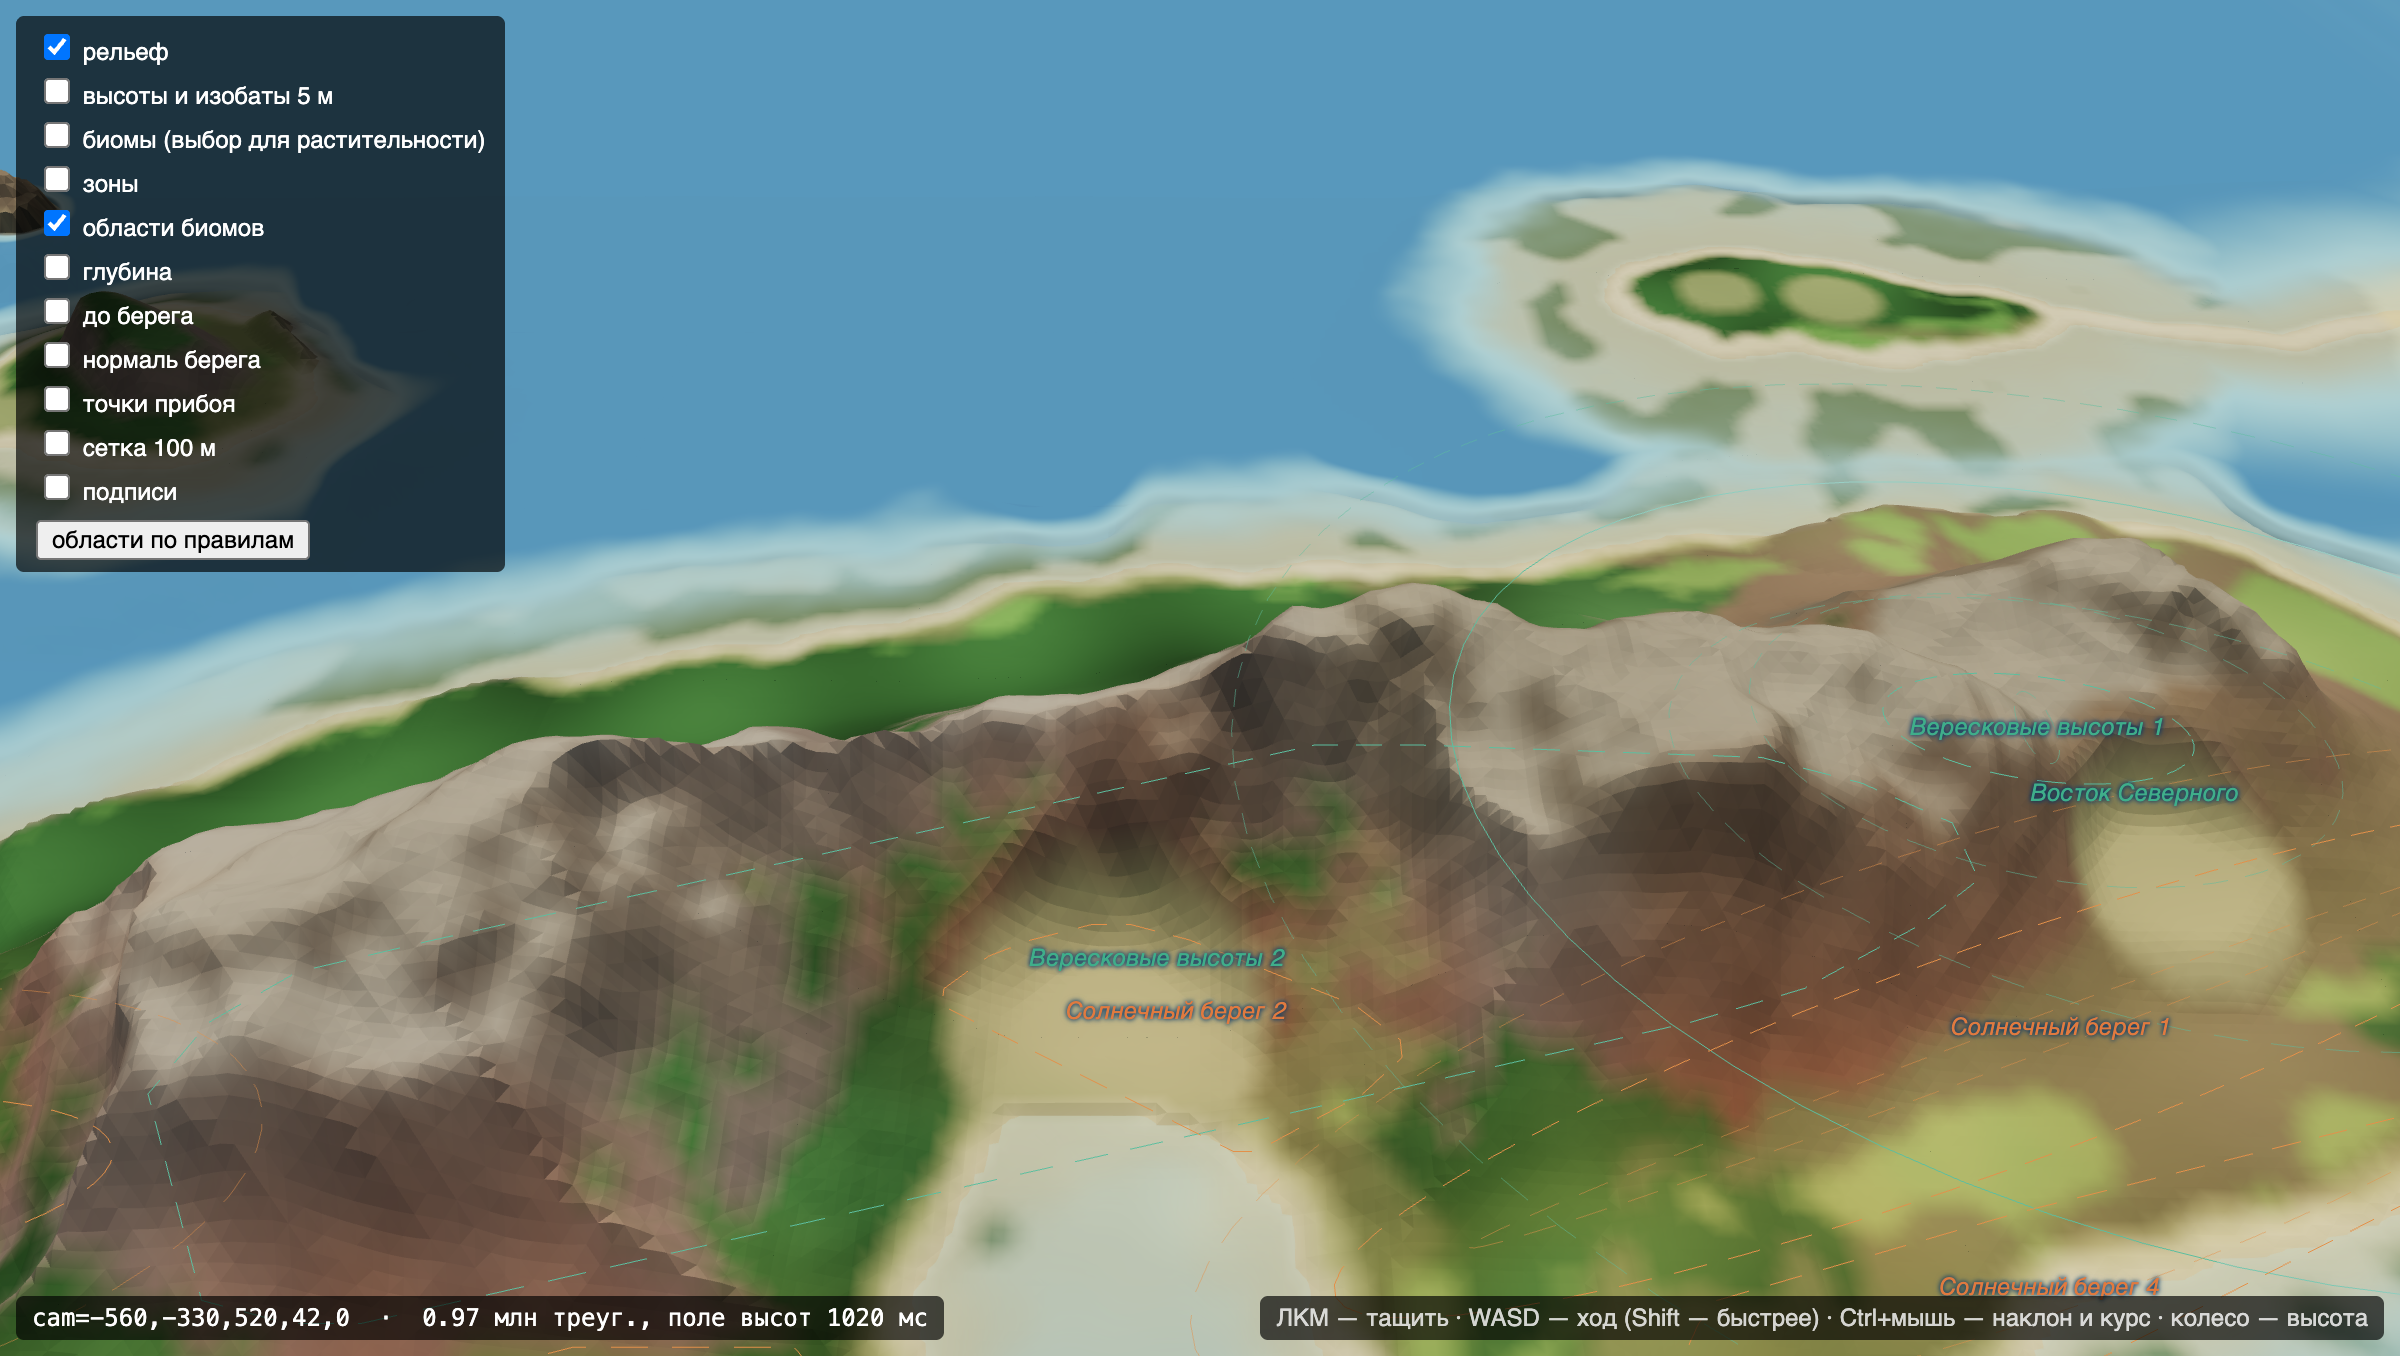 рельеф
высоты и изобаты 5 м
биомы (выбор для растительности)
зоны
области биомов
глубина
до берега
нормаль берега
точки прибоя
сетка 100 м
подписи
области по правилам
Вересковые высоты 1
Восток Северного
Вересковые высоты 2
Солнечный берег 2
Солнечный берег 1
Солнечный берег 4
cam=−560,−330,520,42,0 · 0.97 млн треуг., поле высот 1020 мс
ЛКМ — тащить · WASD — ход (Shift — быстрее) · Ctrl+мышь — наклон и курс · колесо — высота